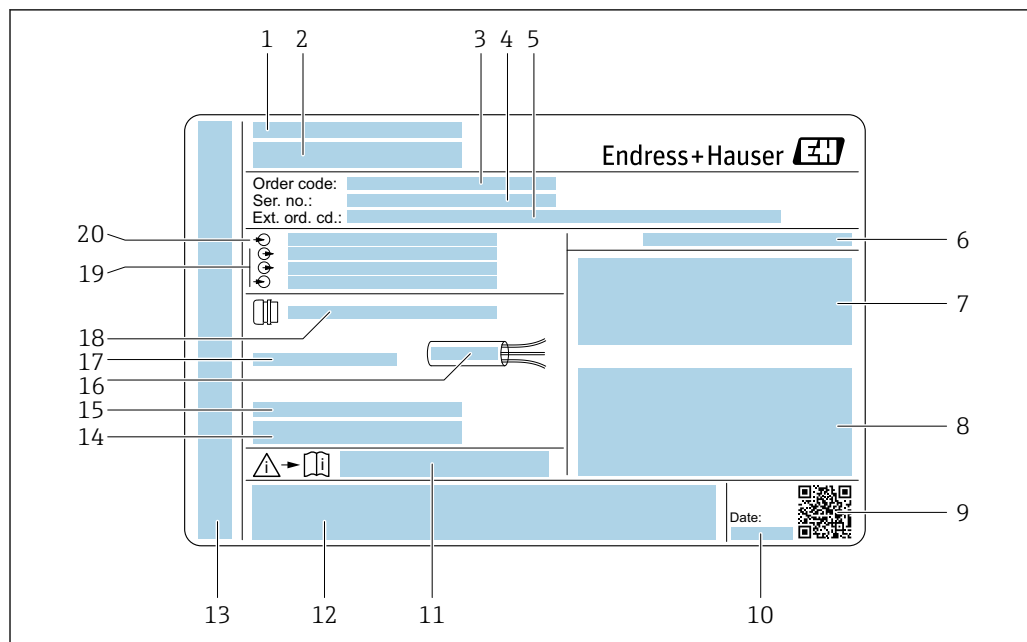 1 2 3 4 5
Endress+Hauser EH
Order code:
Ser. no.:
Ext. ord. cd.:
20 6
19
7
18
17
16
15
14 8
i i
9
Date:
13 12 11 10